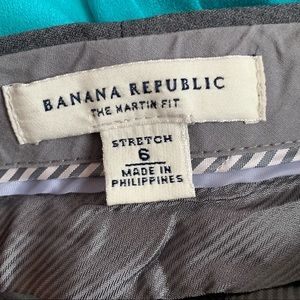 BANANA REPUBLIC
THE MARTIN FIT
STRETCH
6
MADE IN
PHILIPPINES